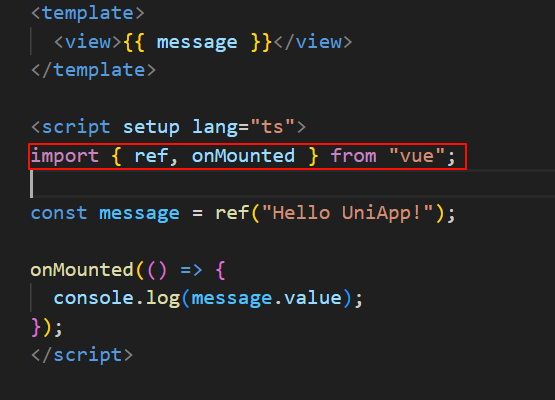 <template>
  <view>{{ message }}</view>
</template>

<script setup lang="ts">
import { ref, onMounted } from "vue";

const message = ref("Hello UniApp!");

onMounted(() => {
  console.log(message.value);
});
</script>